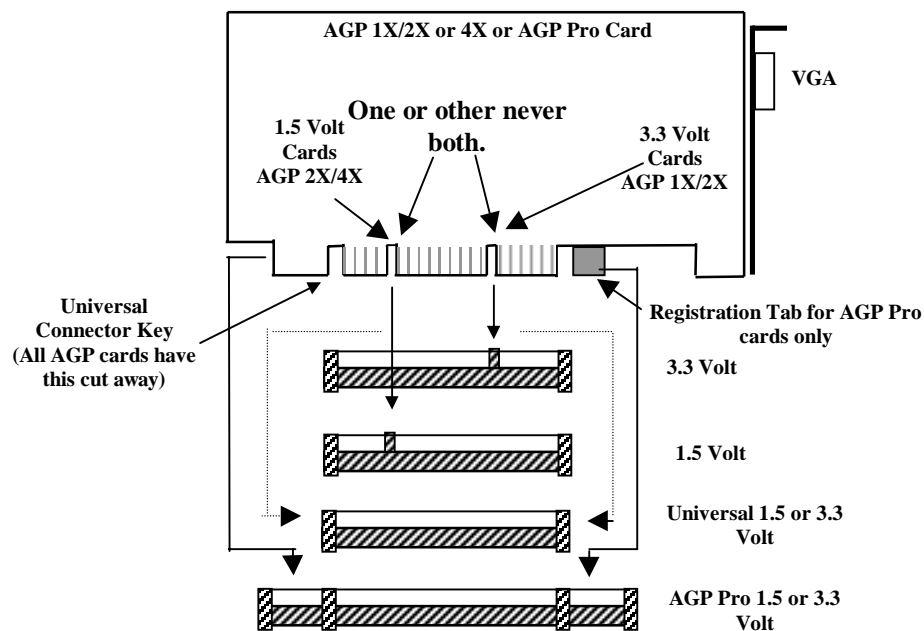 AGP 1X/2X or 4X or AGP Pro Card
VGA
One or other never
both.
1.5 Volt
Cards
AGP 2X/4X
3.3 Volt
Cards
AGP 1X/2X
Universal
Connector Key
(All AGP cards have
this cut away)
Registration Tab for AGP Pro
cards only
3.3 Volt
1.5 Volt
Universal 1.5 or 3.3
Volt
AGP Pro 1.5 or 3.3
Volt